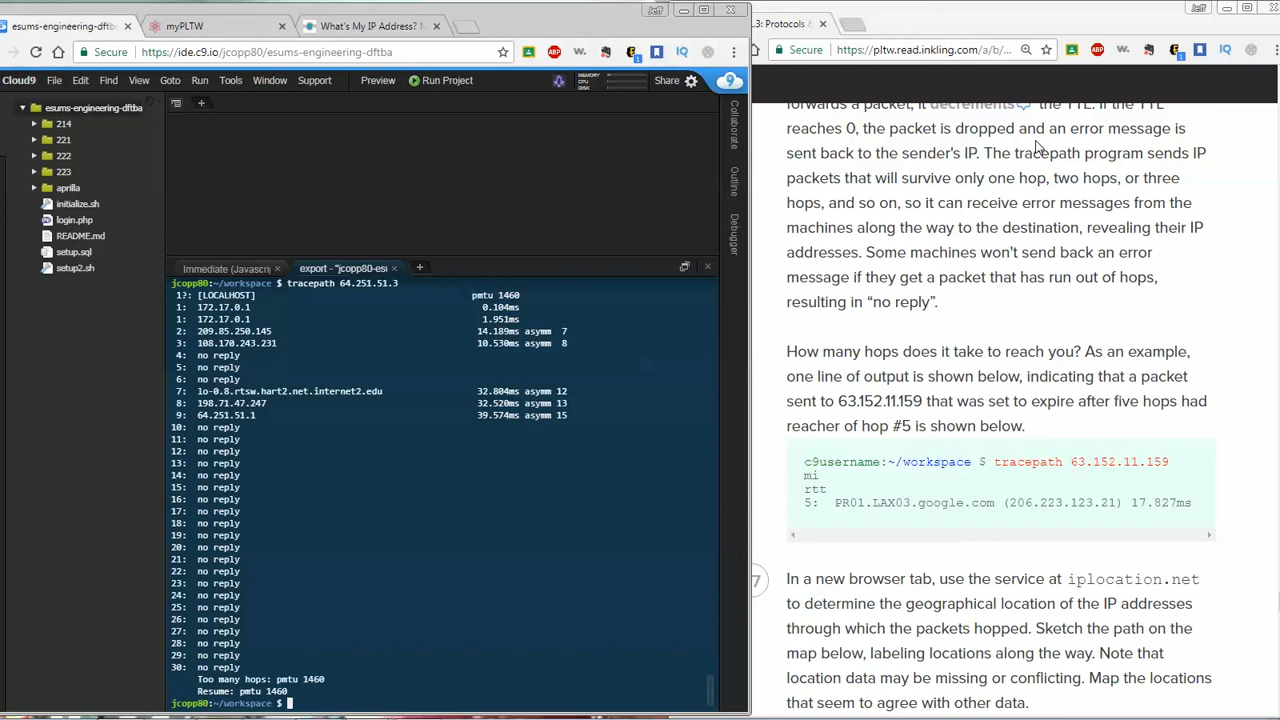 esums-engineering-dftb
myPLTW
What's My IP Address? N
Jeff
Secure
https://ide.c9.io/jcopp80/esums-engineering-dftba
Cloud9 File Edit Find View Goto Run Tools Window Support Preview Run Project
MEMORY
CPU
DISK
Share
esums-engineering-dftba
214
221
222
223
aprilla
initialize.sh
login.php
README.md
setup.sql
setup2.sh
Collaborate
Outline
Debugger
Immediate (Javascri
export - "jcopp80-esu
jcopp80:~/workspace $ tracepath 64.251.51.3
1?: [LOCALHOST] pmtu 1460
1: 172.17.0.1 0.104ms
1: 172.17.0.1 1.951ms
2: 209.85.250.145 14.189ms asymm 7
3: 108.170.243.231 10.530ms asymm 8
4: no reply
5: no reply
6: no reply
7: lo-0.8.rtsw.hart2.net.internet2.edu 32.804ms asymm 12
8: 198.71.47.247 32.520ms asymm 13
9: 64.251.51.1 39.574ms asymm 15
10: no reply
11: no reply
12: no reply
13: no reply
14: no reply
15: no reply
16: no reply
17: no reply
18: no reply
19: no reply
20: no reply
21: no reply
22: no reply
23: no reply
24: no reply
25: no reply
26: no reply
27: no reply
28: no reply
29: no reply
30: no reply
Too many hops: pmtu 1460
Resume: pmtu 1460
jcopp80:~/workspace $
Jeff
3: Protocols &
Secure
https://pltw.read.inkling.com/a/b/...
forwards a packet, it decrements the TTL. If the TTL
reaches 0, the packet is dropped and an error message is
sent back to the sender's IP. The tracepath program sends IP
packets that will survive only one hop, two hops, or three
hops, and so on, so it can receive error messages from the
machines along the way to the destination, revealing their IP
addresses. Some machines won't send back an error
message if they get a packet that has run out of hops,
resulting in “no reply”.
How many hops does it take to reach you? As an example,
one line of output is shown below, indicating that a packet
sent to 63.152.11.159 that was set to expire after five hops had
reacher of hop #5 is shown below.
c9username:~/workspace $ tracepath 63.152.11.159
mi
rtt
5: PR01.LAX03.google.com (206.223.123.21) 17.827ms
7
In a new browser tab, use the service at iplocation.net
to determine the geographical location of the IP addresses
through which the packets hopped. Sketch the path on the
map below, labeling locations along the way. Note that
location data may be missing or conflicting. Map the locations
that seem to agree with other data.